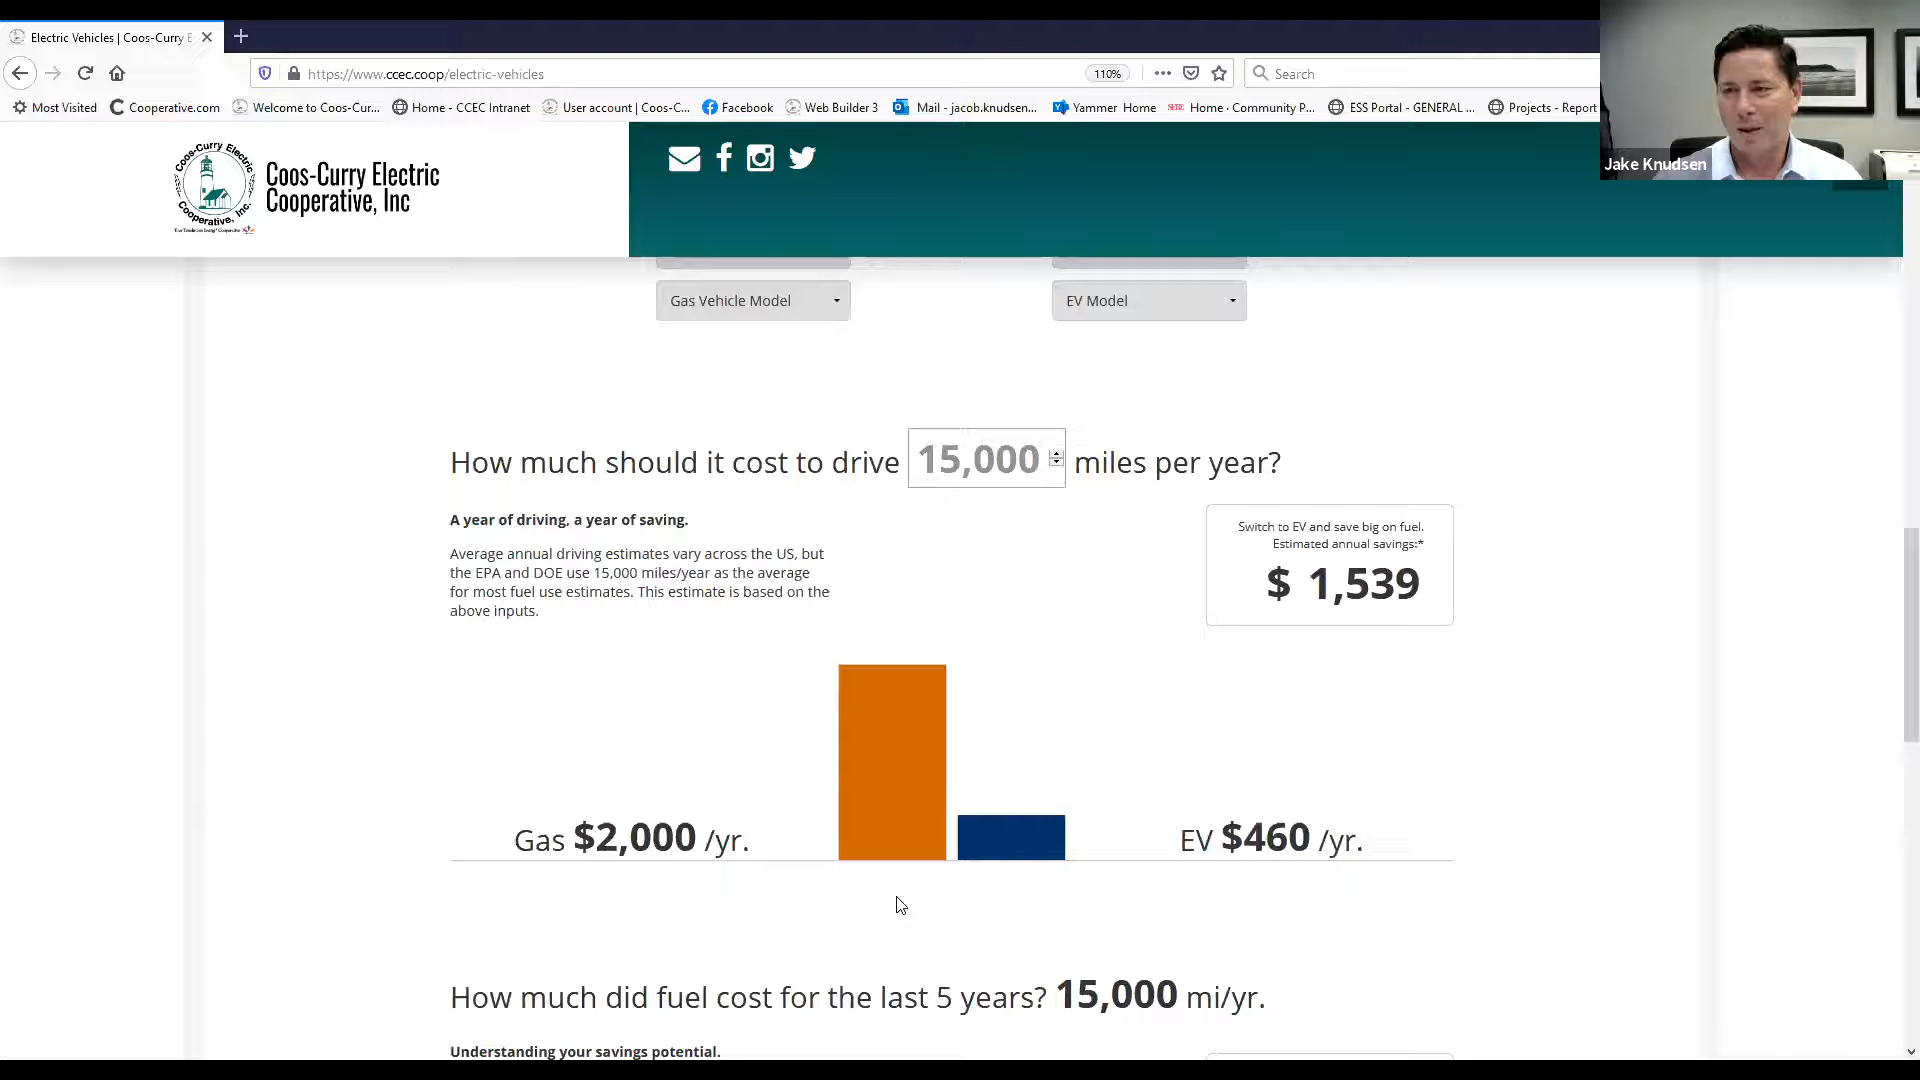 Electric Vehicles | Coos-Curry E
https://www.ccec.coop/electric-vehicles
110%
Search
Most Visited
Cooperative.com
Welcome to Coos-Cur...
Home - CCEC Intranet
User account | Coos-C...
Facebook
Web Builder 3
Mail - jacob.knudsen...
Yammer Home
Home · Community P...
ESS Portal - GENERAL ...
Projects - Report
Jake Knudsen
Coos-Curry Electric
Cooperative, Inc.
Coos-Curry Electric
Cooperative, Inc
Gas Vehicle Model
EV Model
How much should it cost to drive 15,000 miles per year?
A year of driving, a year of saving.
Average annual driving estimates vary across the US, but
the EPA and DOE use 15,000 miles/year as the average
for most fuel use estimates. This estimate is based on the
above inputs.
Switch to EV and save big on fuel.
Estimated annual savings:*
$ 1,539
Gas $2,000 /yr.
EV $460 /yr.
How much did fuel cost for the last 5 years? 15,000 mi/yr.
Understanding your savings potential.